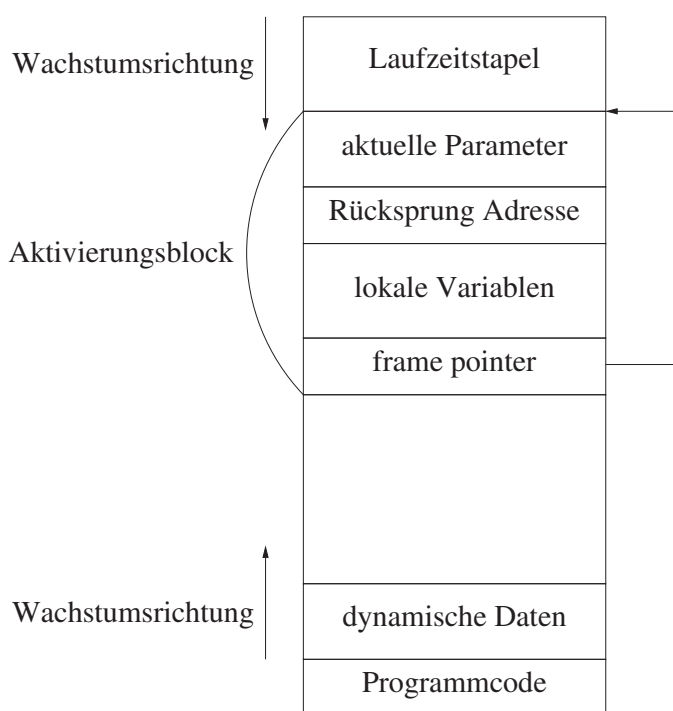 Laufzeitstapel
Wachstumsrichtung
aktuelle Parameter
Rücksprung Adresse
Aktivierungsblock
lokale Variablen
frame pointer
Wachstumsrichtung
dynamische Daten
Programmcode